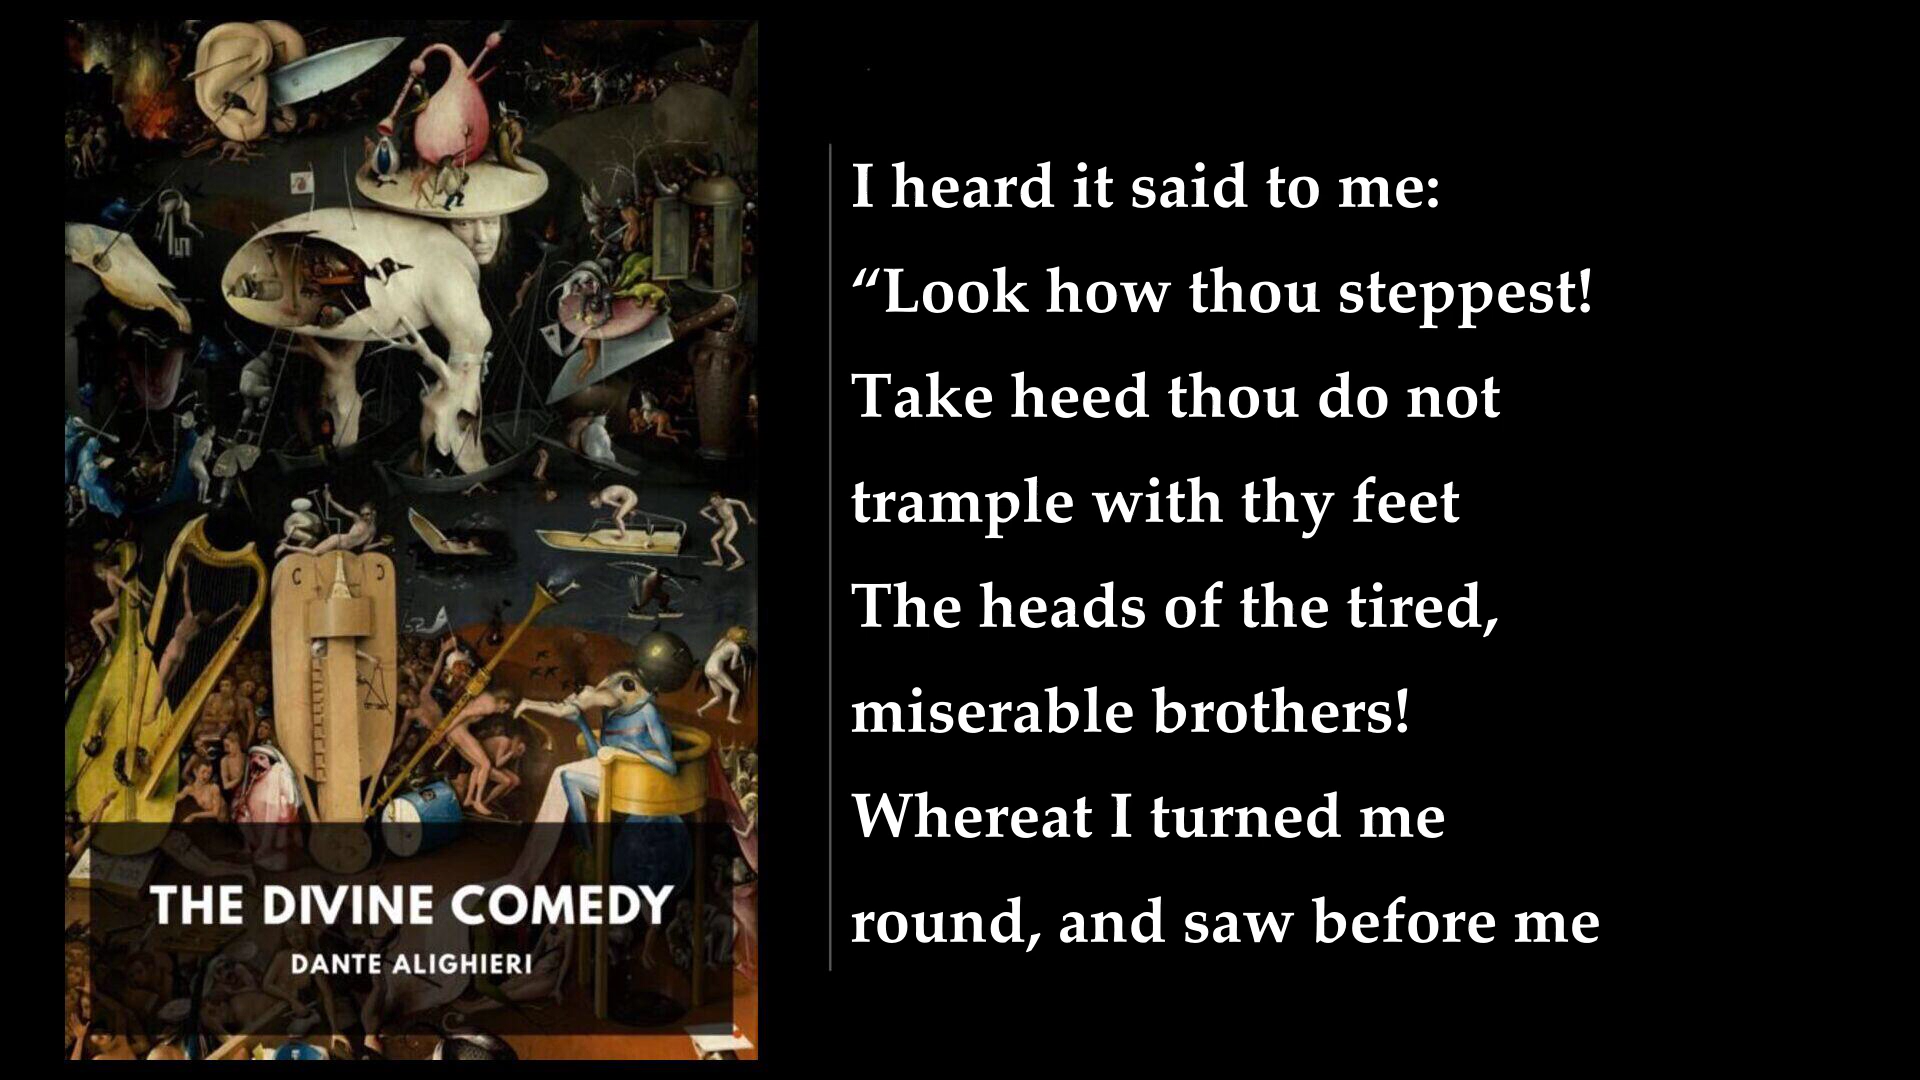 THE DIVINE COMEDY
DANTE ALIGHIERI
I heard it said to me:
“Look how thou steppest!
Take heed thou do not
trample with thy feet
The heads of the tired,
miserable brothers!
Whereat I turned me
round, and saw before me